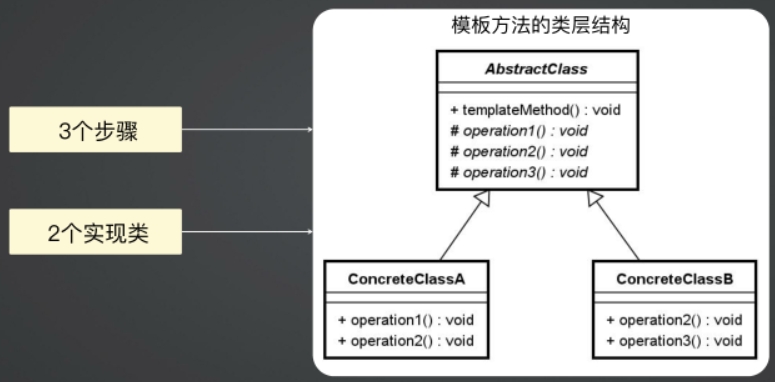 模板方法的类层结构
AbstractClass
+ templateMethod() : void
# operation1() : void
# operation2() : void
# operation3() : void
3个步骤
2个实现类
ConcreteClassA
+ operation1() : void
+ operation2() : void
ConcreteClassB
+ operation2() : void
+ operation3() : void